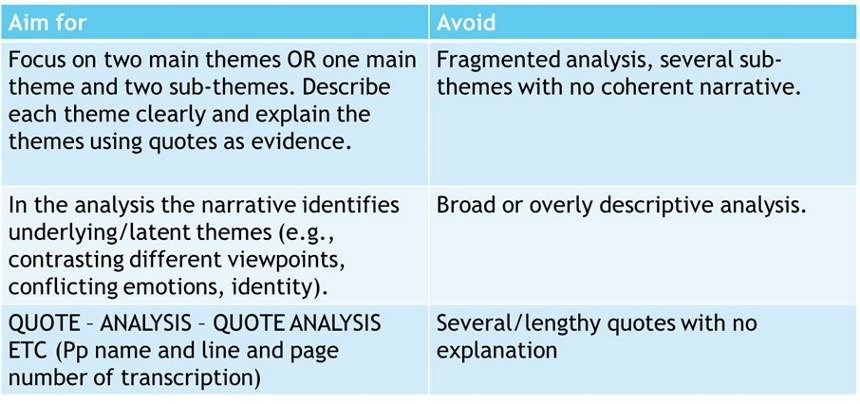 Aim for
Avoid
Focus on two main themes OR one main
theme and two sub-themes. Describe
each theme clearly and explain the
themes using quotes as evidence.
Fragmented analysis, several sub-
themes with no coherent narrative.
In the analysis the narrative identifies
underlying/latent themes (e.g.,
contrasting different viewpoints,
conflicting emotions, identity).
Broad or overly descriptive analysis.
QUOTE – ANALYSIS – QUOTE ANALYSIS
ETC (Pp name and line and page
number of transcription)
Several/lengthy quotes with no
explanation